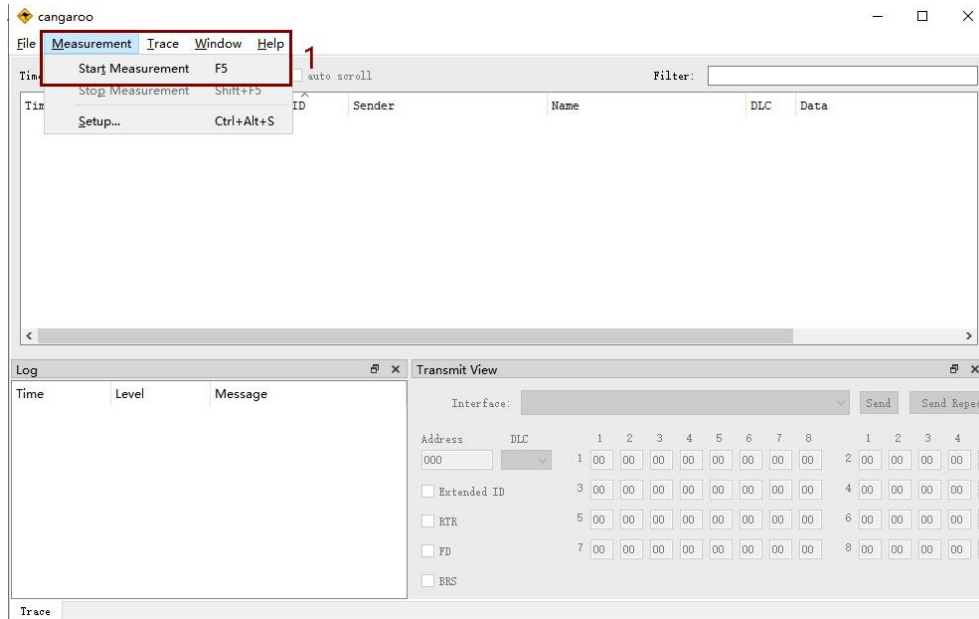 cangaroo
File Measurement Trace Window Help
1
Start Measurement F5
auto scroll
Filter:
Stop Measurement Shift+F5
ID Sender Name DLC Data
Setup... Ctrl+Alt+S
Log
Time Level Message
Transmit View
Interface: Send
Address DLC 1 2 3 4 5 6 7 8 1 2 3 4
000 1 00 00 00 00 00 00 00 00 2 00 00 00 00
Extended ID 3 00 00 00 00 00 00 00 00 4 00 00 00 00
RTR 5 00 00 00 00 00 00 00 00 6 00 00 00 00
FD 7 00 00 00 00 00 00 00 00 8 00 00 00 00
BRS
Trace